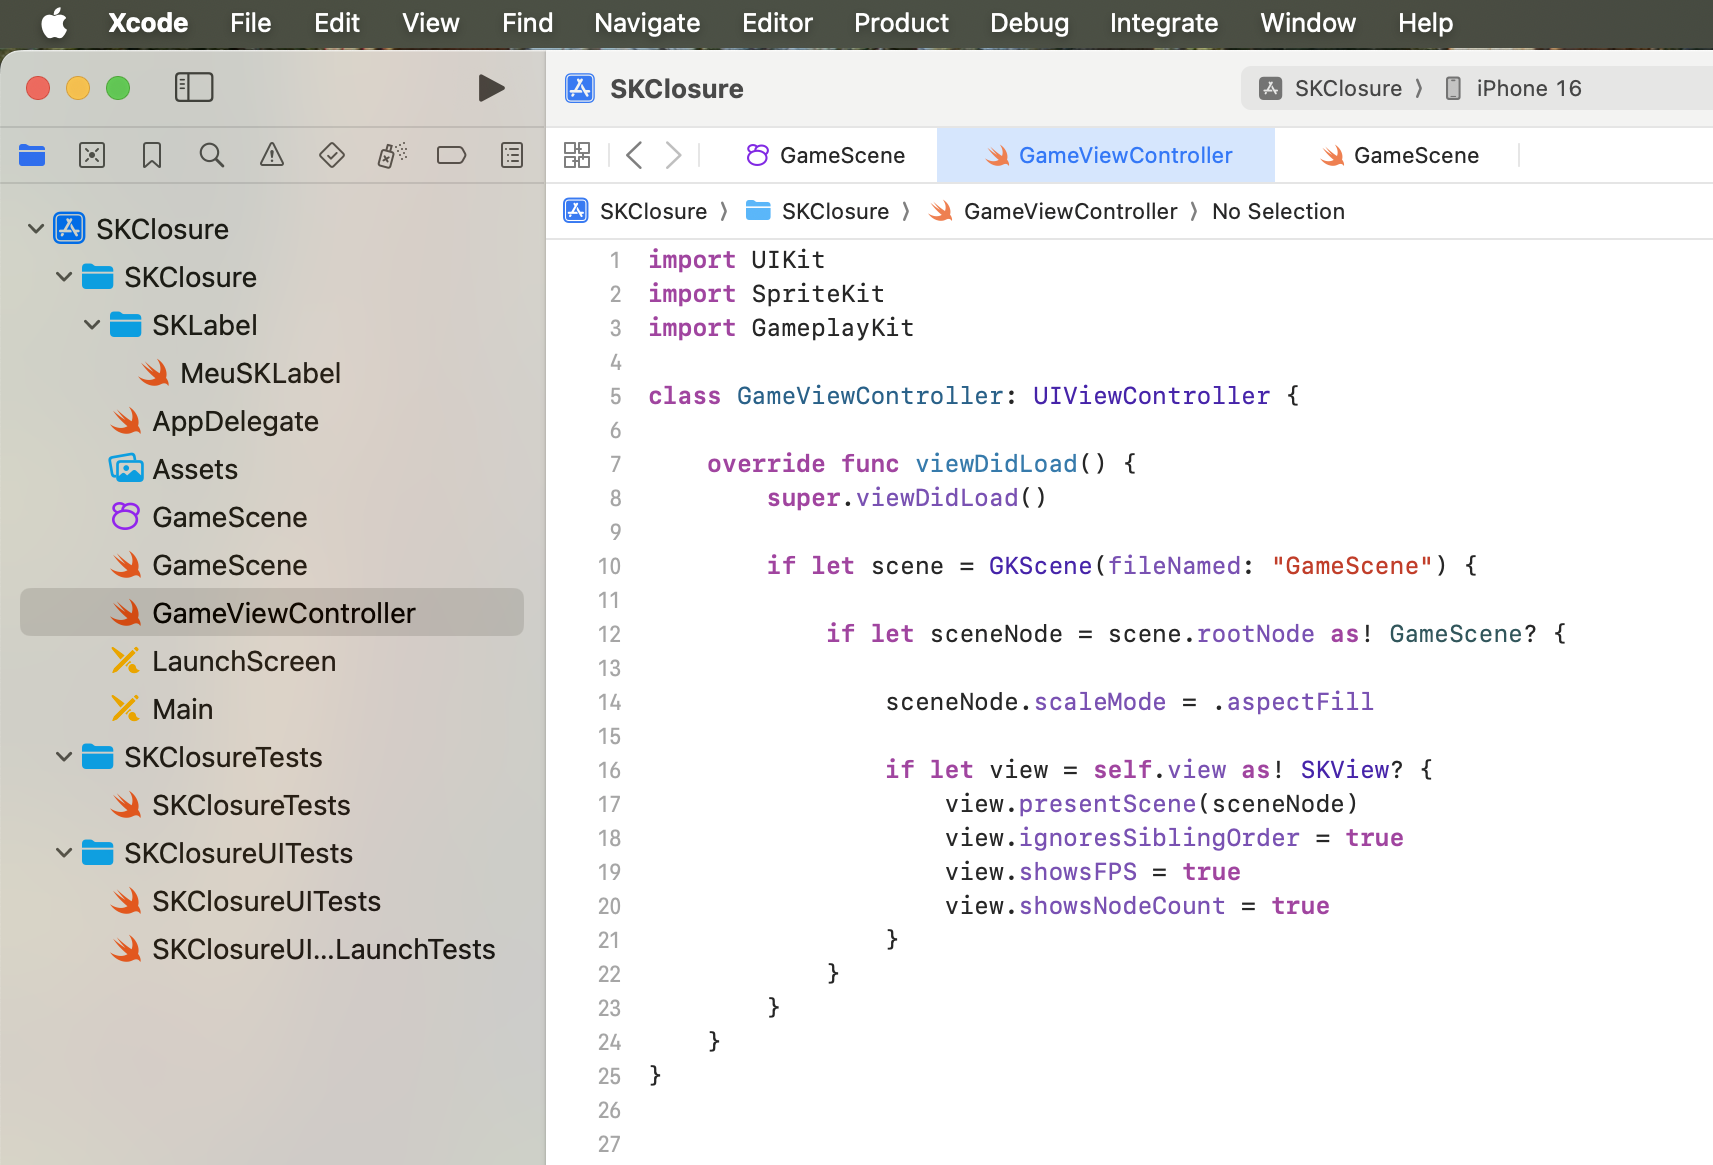 Xcode File Edit View Find Navigate Editor Product Debug Integrate Window Help
SKClosure
SKClosure 〉 iPhone 16
GameScene
GameViewController
GameScene
SKClosure 〉 SKClosure 〉 GameViewController 〉 No Selection
SKClosure
SKClosure
SKLabel
MeuSKLabel
AppDelegate
Assets
GameScene
GameScene
GameViewController
LaunchScreen
Main
SKClosureTests
SKClosureTests
SKClosureUITests
SKClosureUITests
SKClosureUI...LaunchTests
1 import UIKit
2 import SpriteKit
3 import GameplayKit
4
5 class GameViewController: UIViewController {
6
7     override func viewDidLoad() {
8         super.viewDidLoad()
9
10         if let scene = GKScene(fileNamed: "GameScene") {
11
12             if let sceneNode = scene.rootNode as! GameScene? {
13
14                 sceneNode.scaleMode = .aspectFill
15
16                 if let view = self.view as! SKView? {
17                     view.presentScene(sceneNode)
18                     view.ignoresSiblingOrder = true
19                     view.showsFPS = true
20                     view.showsNodeCount = true
21                 }
22             }
23         }
24     }
25 }
26
27